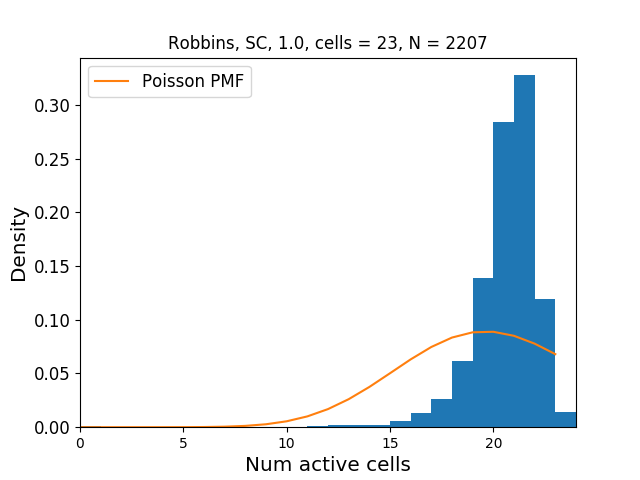 Robbins, SC, 1.0, cells = 23, N = 2207
Poisson PMF
Density
0.30
0.25
0.20
0.15
0.10
0.05
0.00
0 5 10 15 20
Num active cells